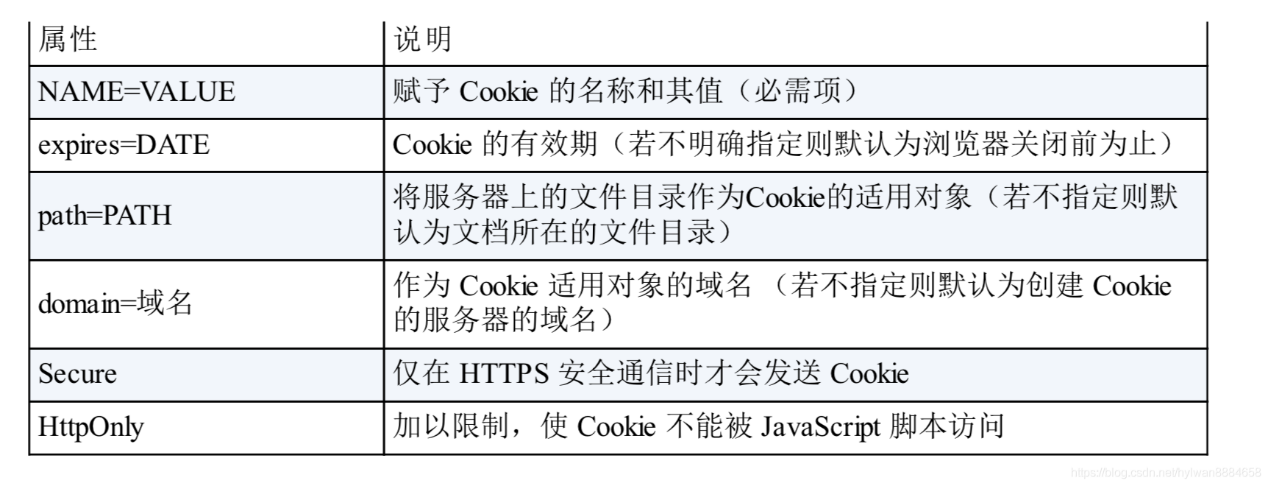 属性 说明
NAME=VALUE 赋予 Cookie 的名称和其值（必需项）
expires=DATE Cookie 的有效期（若不明确指定则默认为浏览器关闭前为止）
path=PATH 将服务器上的文件目录作为Cookie的适用对象（若不指定则默
认为文档所在的文件目录）
domain=域名 作为 Cookie 适用对象的域名 （若不指定则默认为创建 Cookie
的服务器的域名）
Secure 仅在 HTTPS 安全通信时才会发送 Cookie
HttpOnly 加以限制，使 Cookie 不能被 JavaScript 脚本访问
https://blog.csdn.net/hylwan8884658